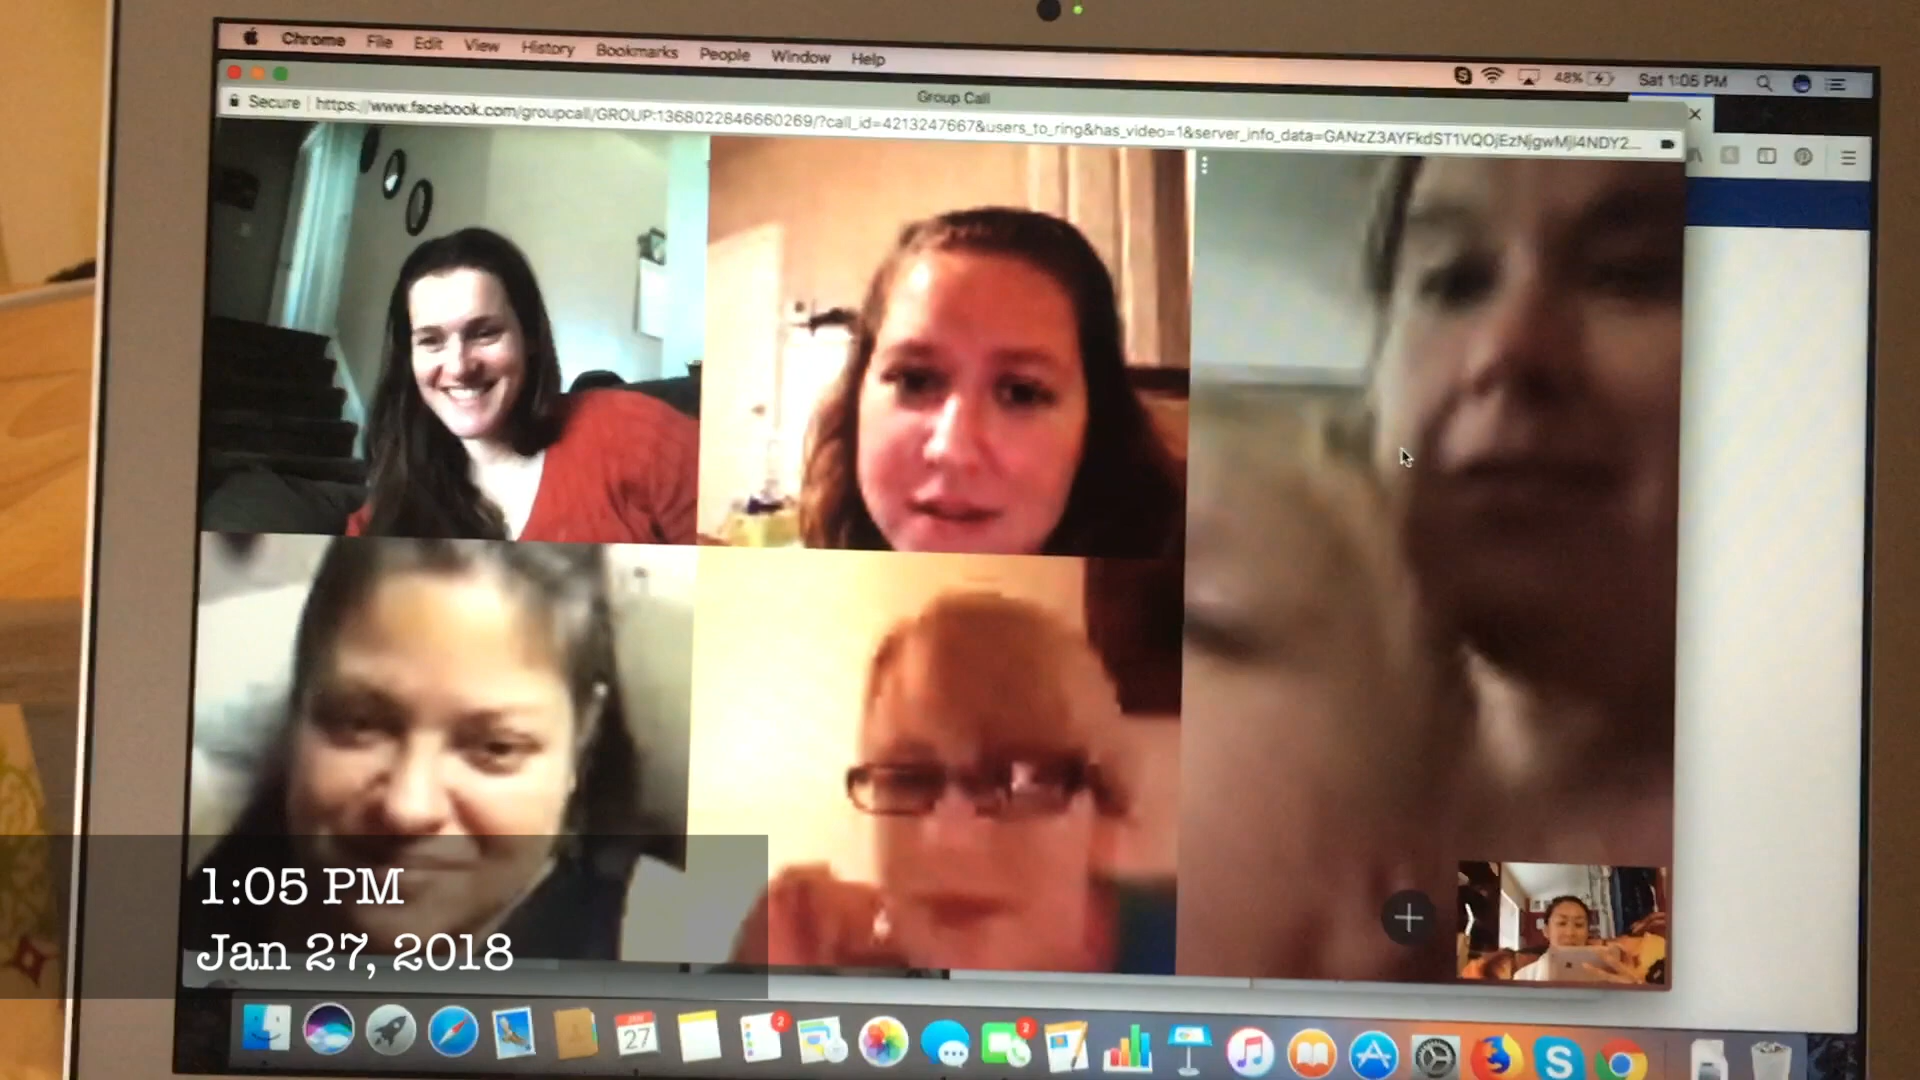 Chrome File Edit View History Bookmarks People Window Help
48% Sat 1:05 PM
Group Call
Secure https://www.facebook.com/groupcall/GROUP:1368022846660269/?call_id=4213247667&users_to_ring&has_video=1&server_info_data=GANzZ3AYFkdST1VQOjEzNjgwMjI4NDY2...
1:05 PM
Jan 27, 2018
27
2
2